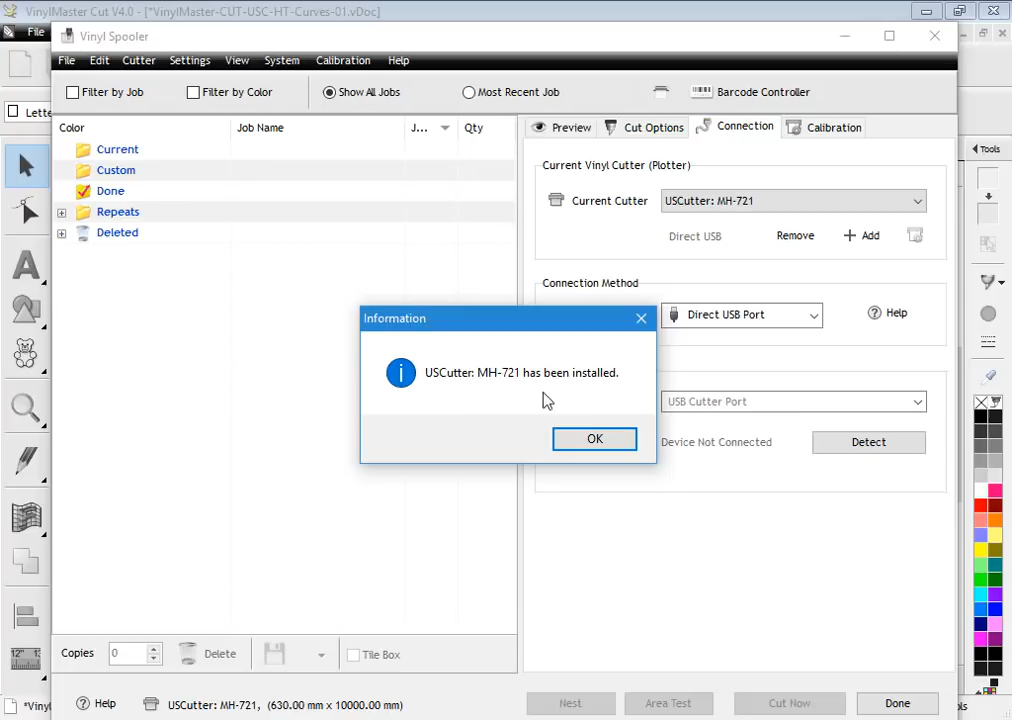 VinylMaster Cut V4.0 - [*VinylMaster-CUT-USC-HT-Curves-01.vDoc]
File
Vinyl Spooler
File Edit Cutter Settings View System Calibration Help
Filter by Job Filter by Color Show All Jobs Most Recent Job Barcode Controller
Lette
Color Job Name J... Qty
Preview Cut Options Connection Calibration
Tools
Current
Custom
Done
Repeats
Deleted
Current Vinyl Cutter (Plotter)
Current Cutter USCutter: MH-721
Direct USB Remove Add
Connection Method
Direct USB Port Help
Information
USCutter: MH-721 has been installed.
OK
USB Cutter Port
Device Not Connected Detect
Copies 0 Delete Tile Box
12"
*Vinyl
Help USCutter: MH-721, (630.00 mm x 10000.00 mm)
Nest Area Test Cut Now Done